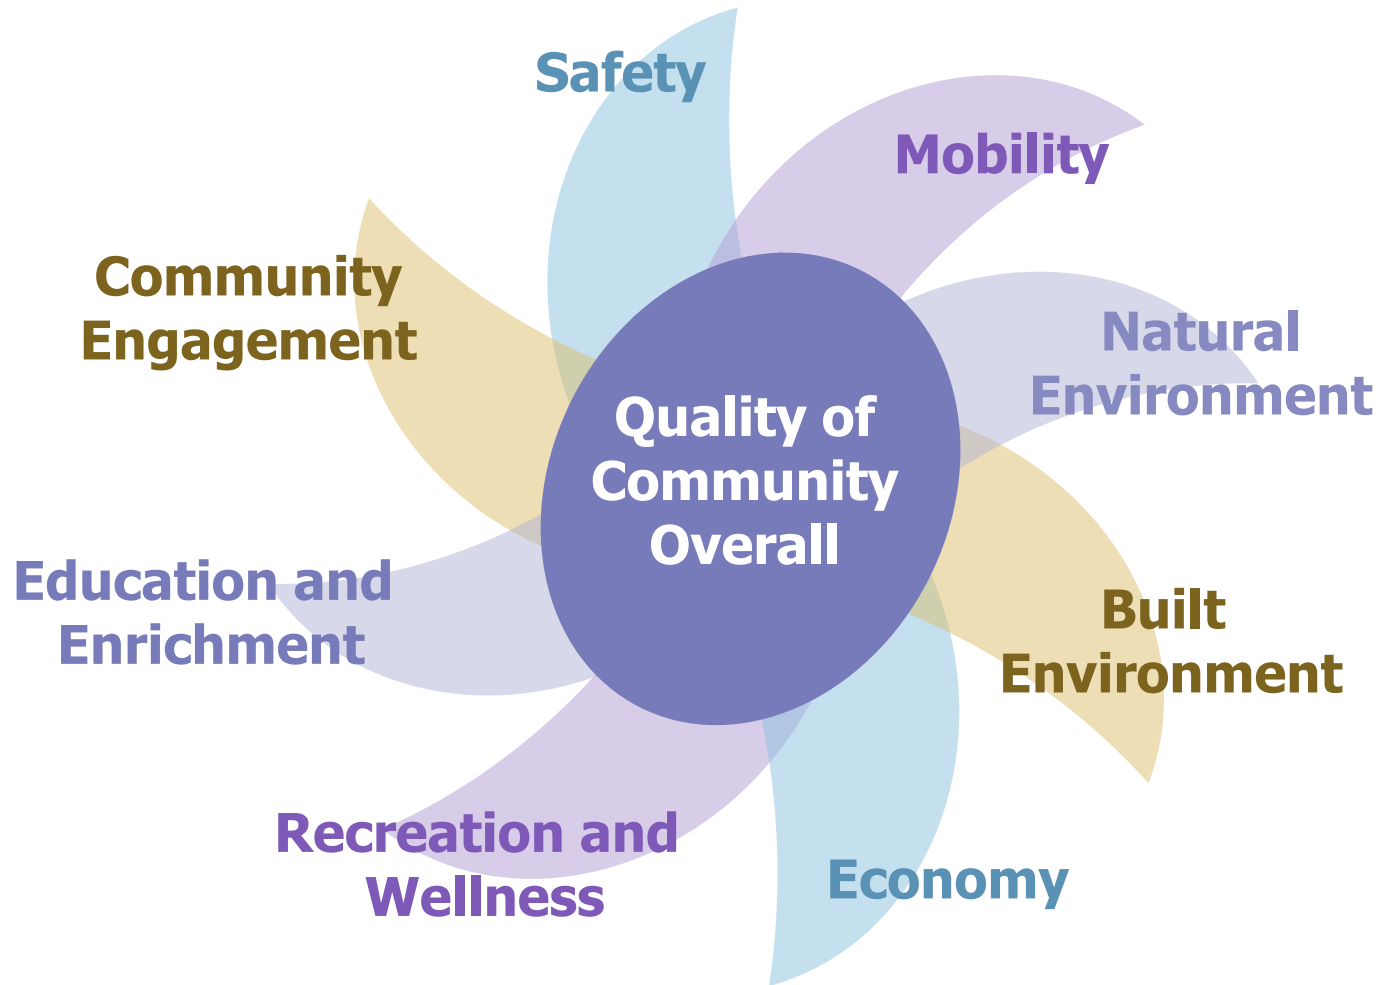 Safety
Mobility
Community
Engagement
Natural
Environment
Quality of
Community
Overall
Education and
Enrichment
Built
Environment
Recreation and
Wellness
Economy